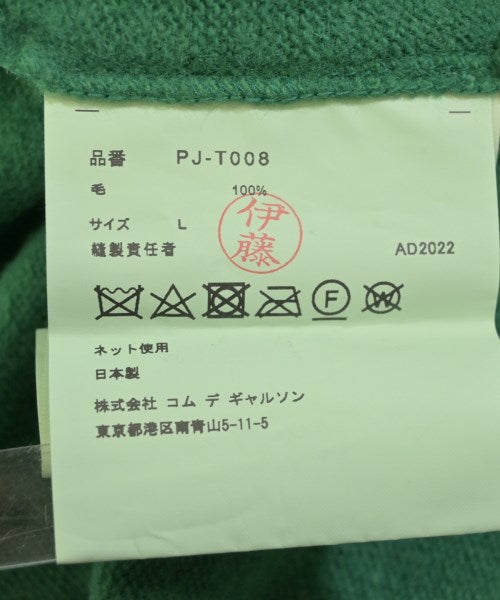 品番 PJ-T008
毛 100%
サイズ L
伊藤
縫製責任者 AD2022
F W
ネット使用
日本製
株式会社 コム デ ギャルソン
東京都港区南青山5-11-5